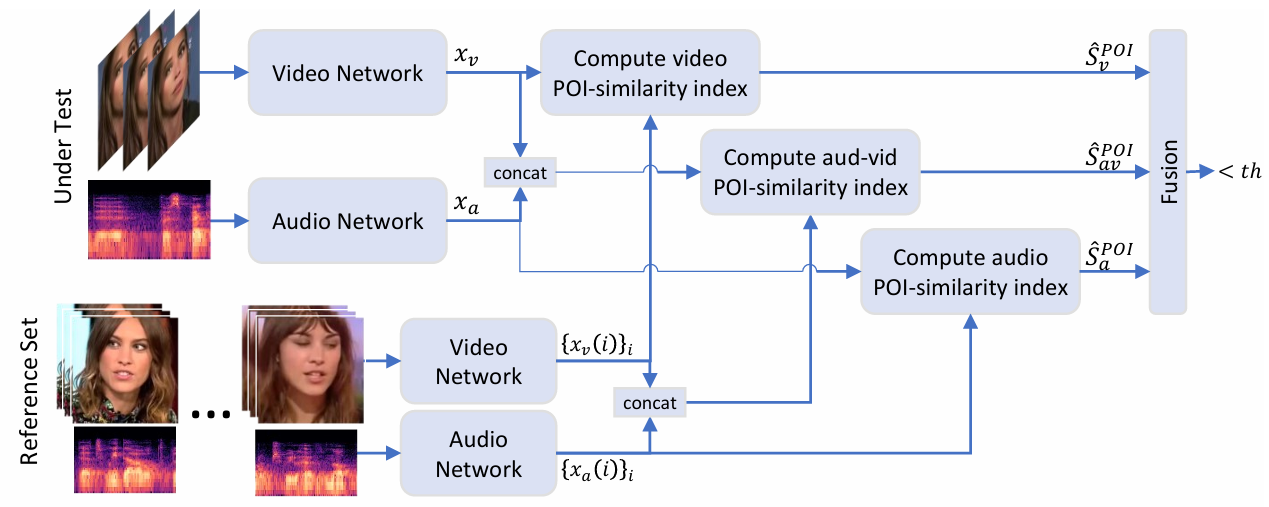 Under Test
Video Network
x_v
Compute video
POI-similarity index
Ŝ_v^{POI}
Audio Network
x_a
concat
Compute aud-vid
POI-similarity index
Ŝ_{av}^{POI}
Fusion
< th
Compute audio
POI-similarity index
Ŝ_a^{POI}
Reference Set
...
Video
Network
{x_v(i)}_i
concat
Audio
Network
{x_a(i)}_i